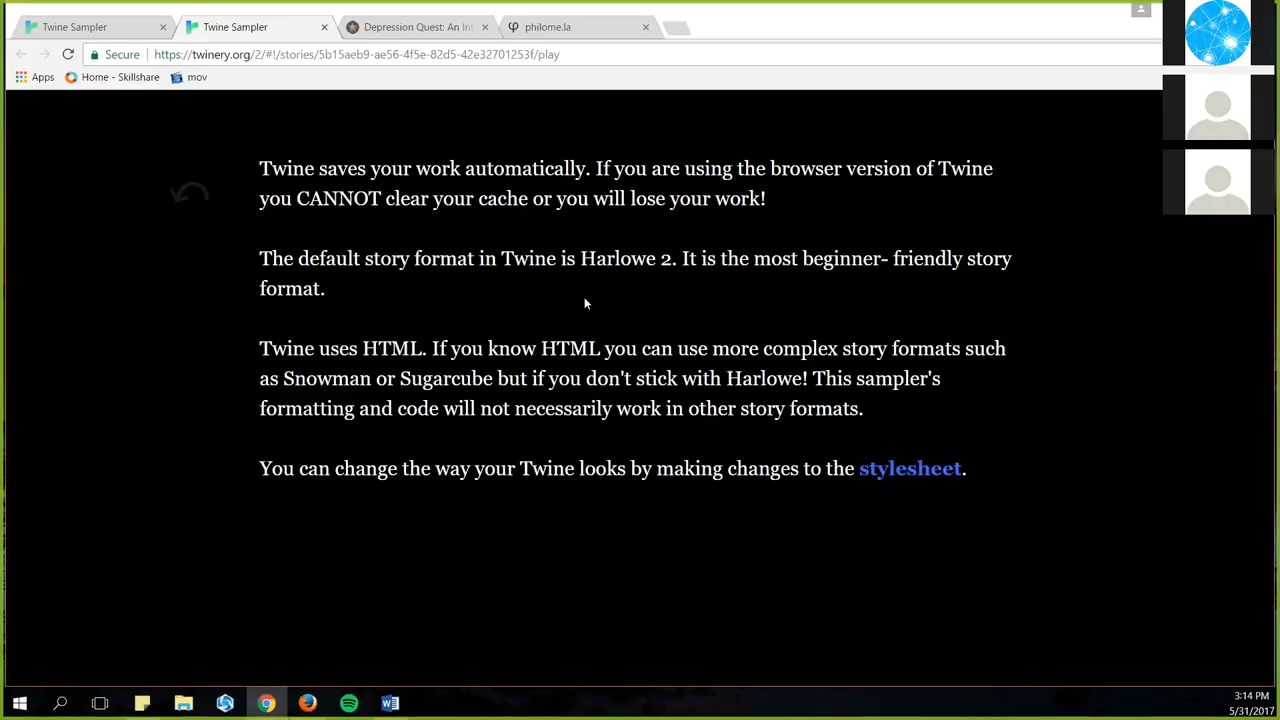 Twine Sampler
Twine Sampler
Depression Quest: An Int
philome.la
Secure
https://twinery.org/2/#!/stories/5b15aeb9-ae56-4f5e-82d5-42e32701253f/play
Apps
Home - Skillshare
mov
Twine saves your work automatically. If you are using the browser version of Twine
you CANNOT clear your cache or you will lose your work!
The default story format in Twine is Harlowe 2. It is the most beginner- friendly story
format.
Twine uses HTML. If you know HTML you can use more complex story formats such
as Snowman or Sugarcube but if you don't stick with Harlowe! This sampler's
formatting and code will not necessarily work in other story formats.
You can change the way your Twine looks by making changes to the stylesheet.
3:14 PM
5/31/2017